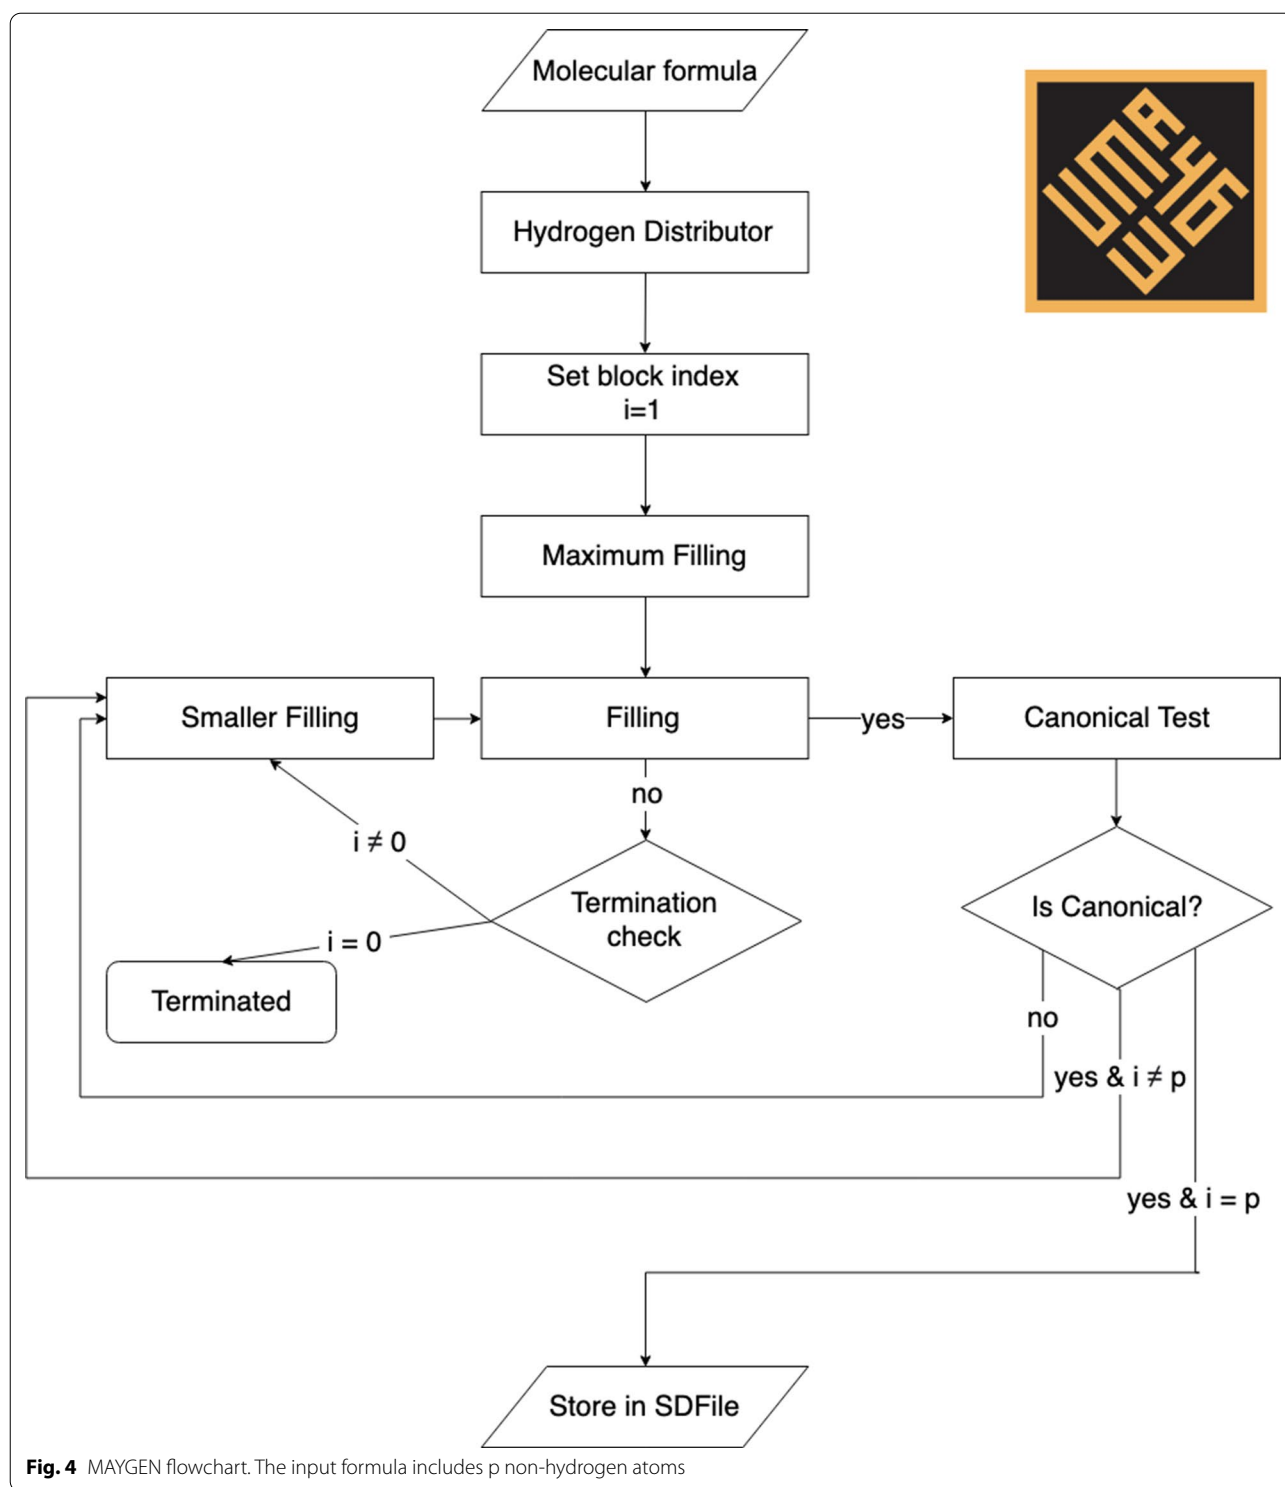 Molecular formula
Hydrogen Distributor
Set block index
i=1
Maximum Filling
Smaller Filling
Filling
yes
Canonical Test
no
i ≠ 0
Termination
check
Is Canonical?
i = 0
Terminated
no
yes & i ≠ p
yes & i = p
Store in SDFile
Fig. 4 MAYGEN flowchart. The input formula includes p non-hydrogen atoms